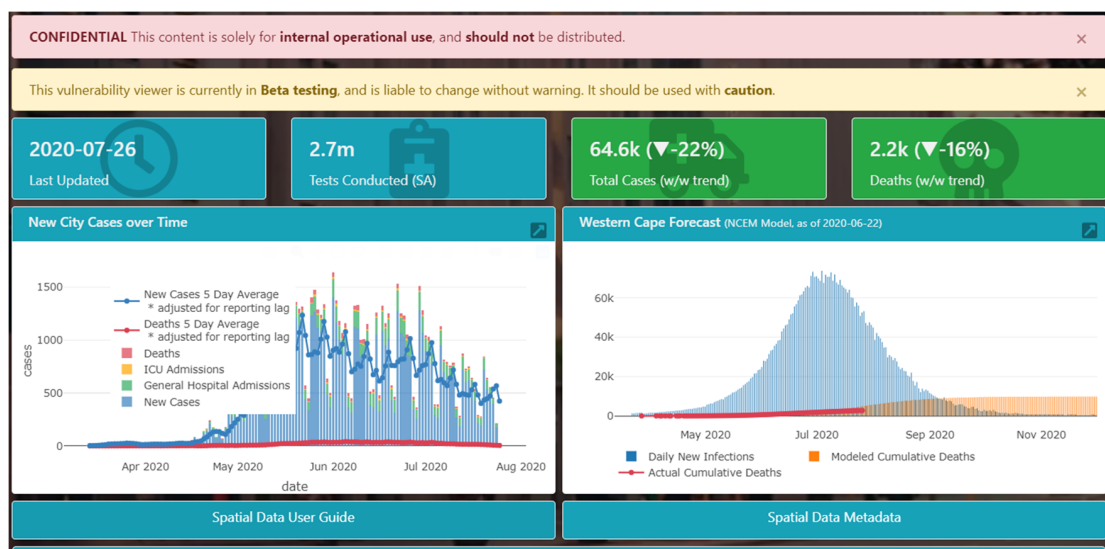 CONFIDENTIAL This content is solely for internal operational use, and should not be distributed. ×
This vulnerability viewer is currently in Beta testing, and is liable to change without warning. It should be used with caution. ×
2020-07-26
Last Updated
2.7m
Tests Conducted (SA)
64.6k (▼-22%)
Total Cases (w/w trend)
2.2k (▼-16%)
Deaths (w/w trend)
New City Cases over Time
1500
1000
500
0
cases
New Cases 5 Day Average
* adjusted for reporting lag
Deaths 5 Day Average
* adjusted for reporting lag
Deaths
ICU Admissions
General Hospital Admissions
New Cases
Apr 2020 May 2020 Jun 2020 Jul 2020 Aug 2020
date
Western Cape Forecast (NCEM Model, as of 2020-06-22)
60k
40k
20k
0
May 2020 Jul 2020 Sep 2020 Nov 2020
Daily New Infections Modeled Cumulative Deaths
Actual Cumulative Deaths
Spatial Data User Guide
Spatial Data Metadata